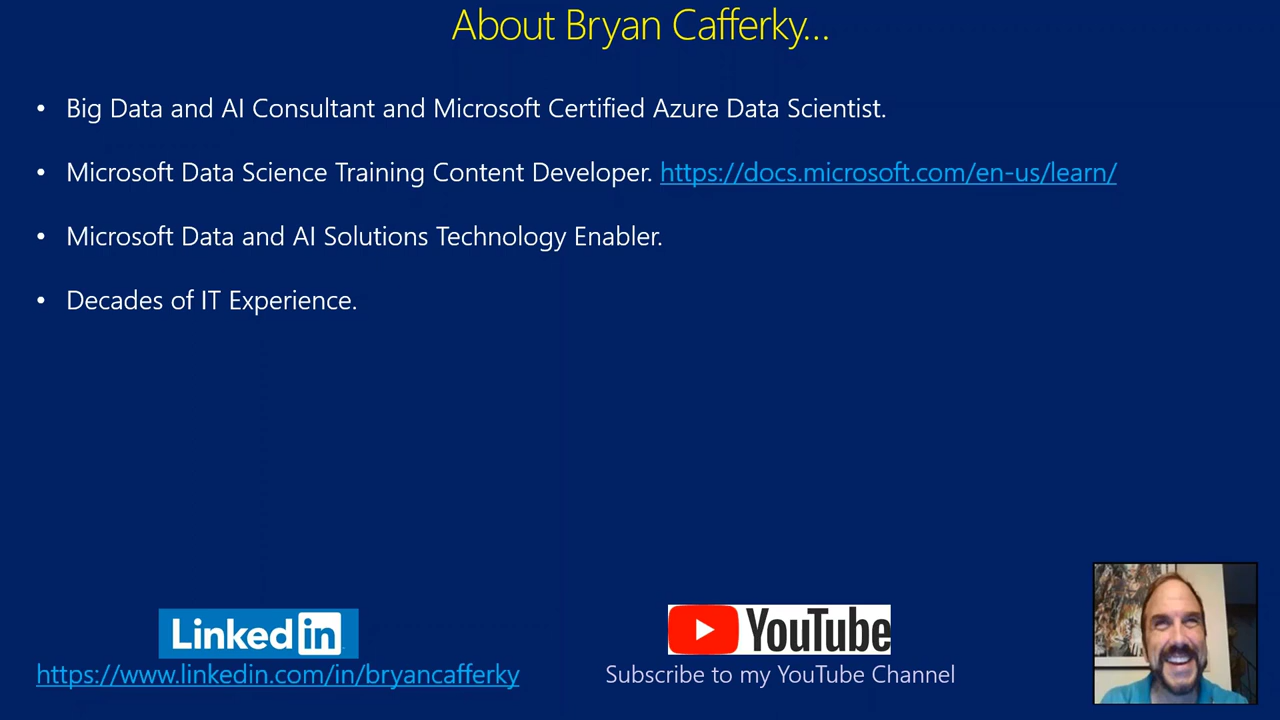 About Bryan Cafferky...
• Big Data and AI Consultant and Microsoft Certified Azure Data Scientist.
• Microsoft Data Science Training Content Developer. https://docs.microsoft.com/en-us/learn/
• Microsoft Data and AI Solutions Technology Enabler.
• Decades of IT Experience.
Linked in
YouTube
https://www.linkedin.com/in/bryancafferky
Subscribe to my YouTube Channel